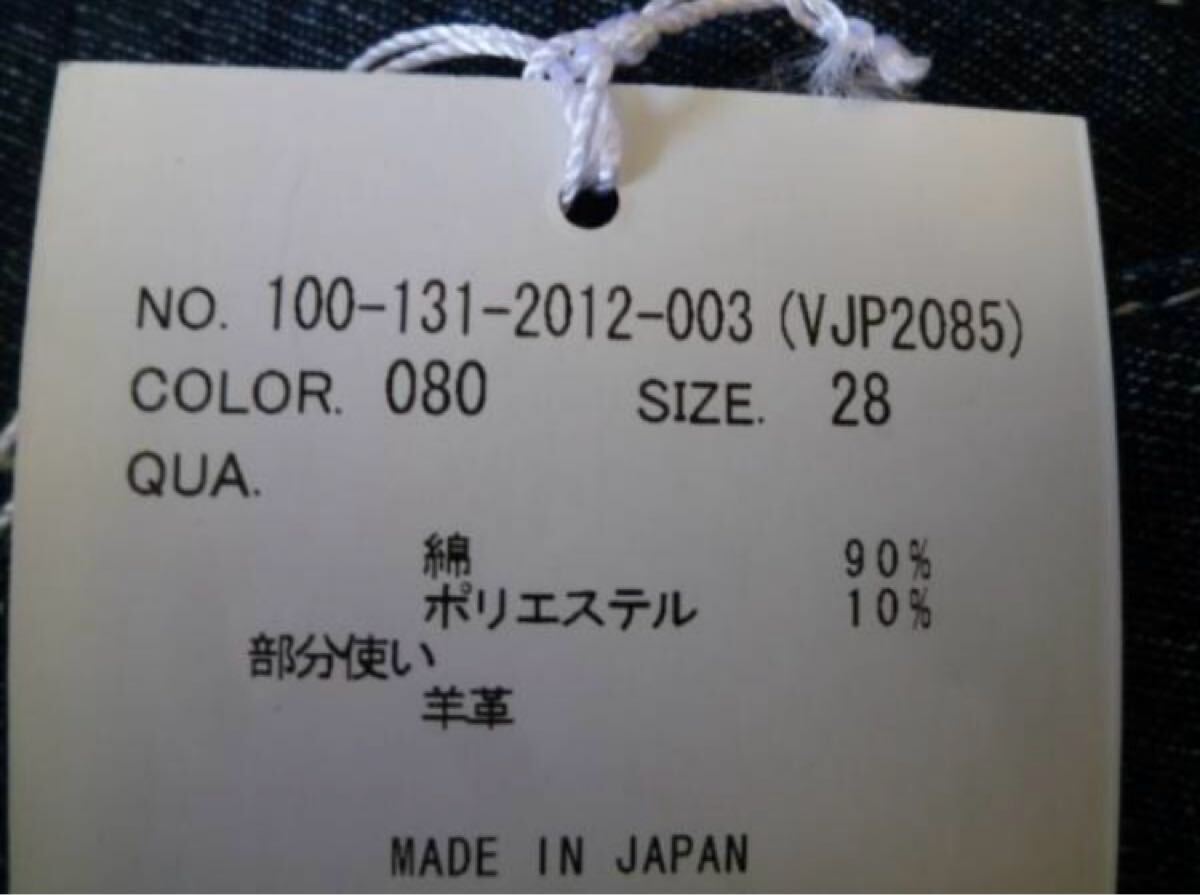 NO. 100-131-2012-003 (VJP2085)
COLOR. 080 SIZE. 28
QUA.
綿 90%
ポリエステル 10%
部分使い
羊革
MADE IN JAPAN